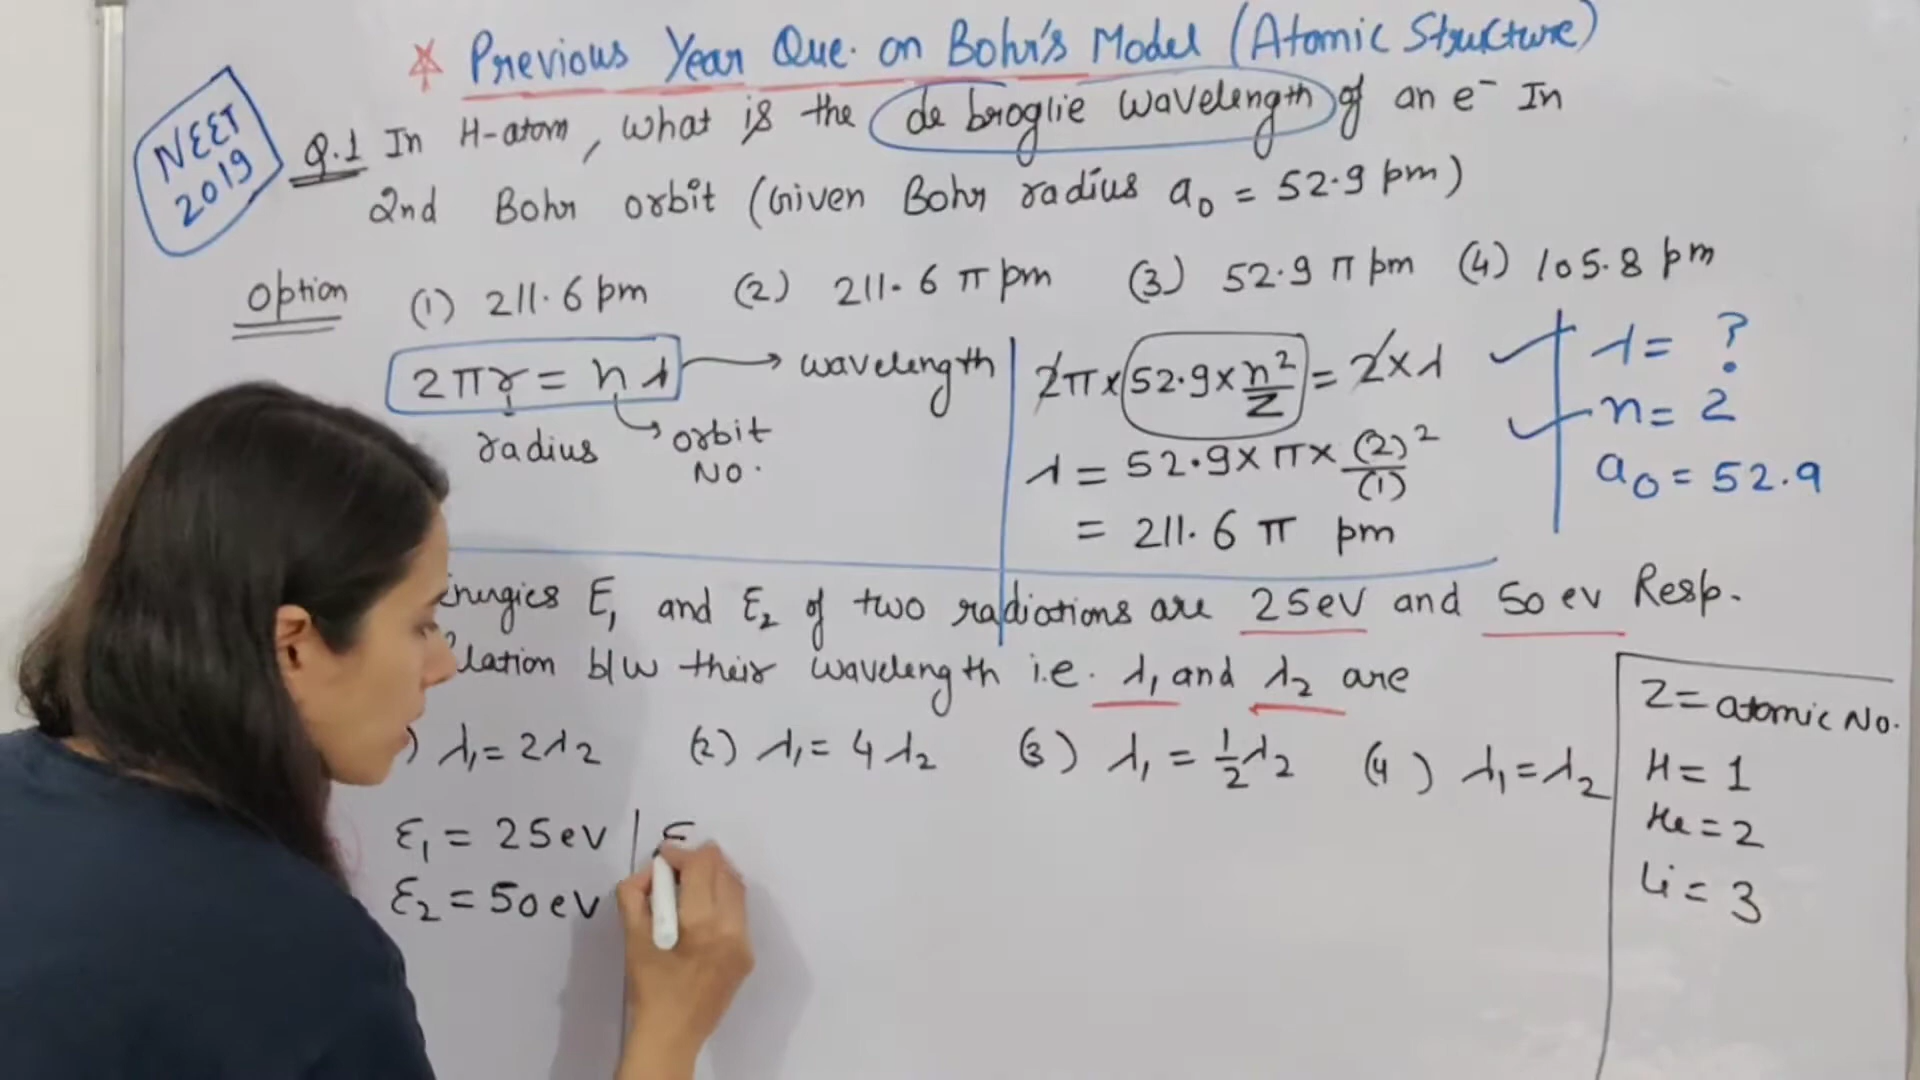 * Previous Year Que. on Bohr's Model (Atomic Structure)
NEET
2019
Q.1 In H-atom, what is the de broglie wavelength of an e⁻ In
2nd Bohr orbit (Given Bohr radius a₀ = 52.9 pm)
Option (1) 211.6 pm (2) 211.6 π pm (3) 52.9 π pm (4) 105.8 pm
2πr = nλ → wavelength
radius
orbit
No.
2π × 52.9 × n²/Z = 2 × λ
λ = 52.9 × π × (2)²/(1)
= 211.6 π pm
λ = ?
n = 2
a₀ = 52.9
Energies E₁ and E₂ of two radiations are 25eV and 50 ev Resp.
lation b/w their wavelength i.e. λ₁ and λ₂ are
) λ₁ = 2λ₂ (2) λ₁ = 4λ₂ (3) λ₁ = 1/2 λ₂ (4) λ₁ = λ₂
E₁ = 25ev | E
E₂ = 50ev
Z = atomic No.
H = 1
He = 2
Li = 3